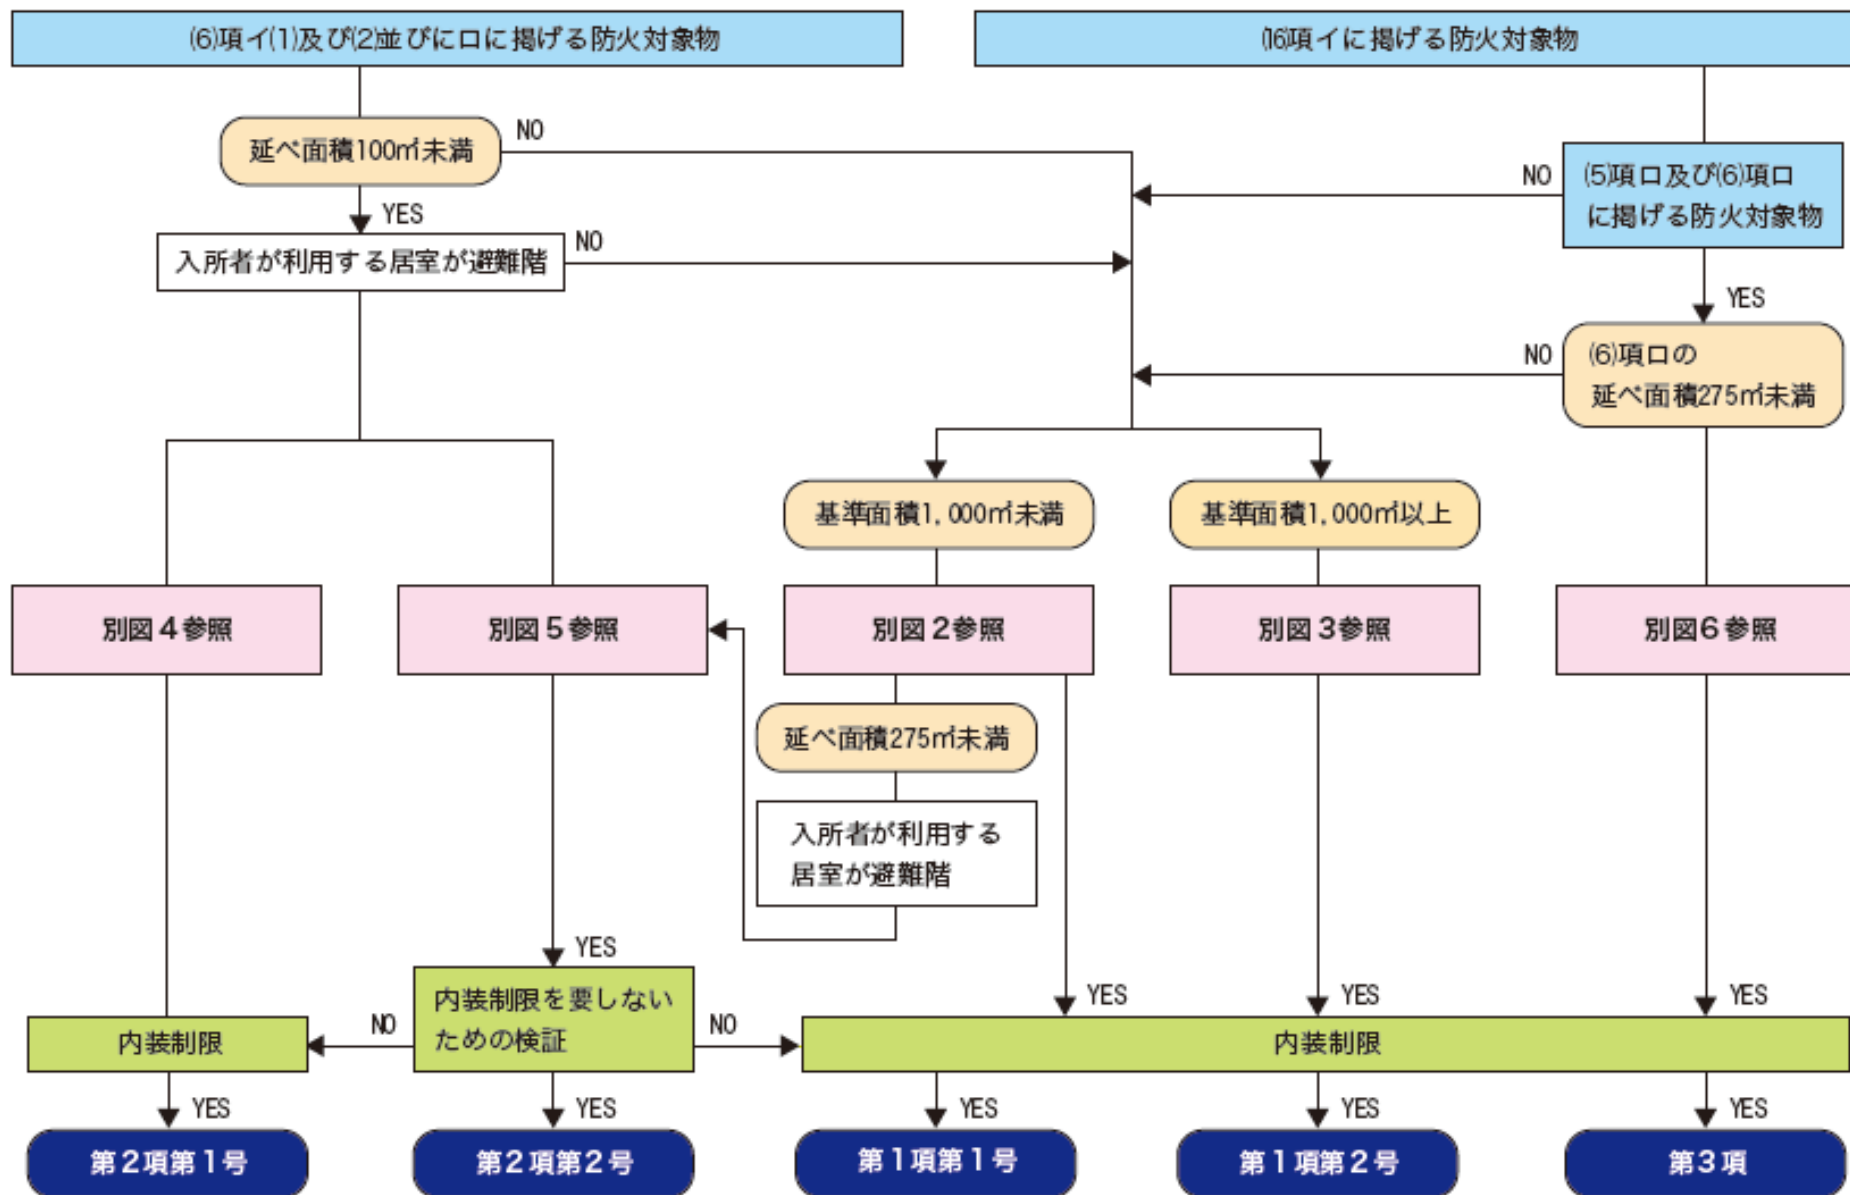 (6)項イ(1)及び(2)並びにロに掲げる防火対象物
(16)項イに掲げる防火対象物
延べ面積100㎡未満
NO
YES
入所者が利用する居室が避難階
NO
NO
(5)項ロ及び(6)項ロ
に掲げる防火対象物
YES
NO
(6)項ロの
延べ面積275㎡未満
基準面積1,000㎡未満
基準面積1,000㎡以上
別図4参照
別図5参照
別図2参照
別図3参照
別図6参照
延べ面積275㎡未満
入所者が利用する
居室が避難階
YES
YES
YES
YES
内装制限
NO
内装制限を要しない
ための検証
NO
内装制限
YES
YES
YES
YES
YES
第2項第1号
第2項第2号
第1項第1号
第1項第2号
第3項